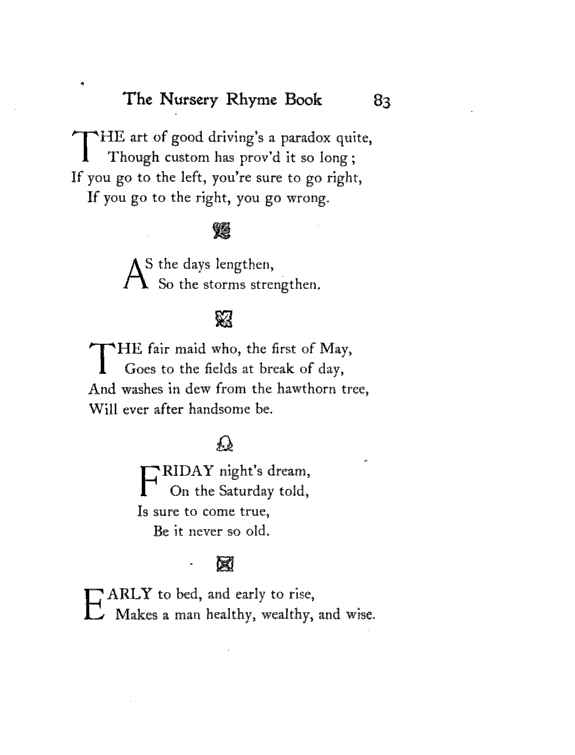 The Nursery Rhyme Book 83
THE art of good driving's a paradox quite,
Though custom has prov'd it so long;
If you go to the left, you're sure to go right,
If you go to the right, you go wrong.
AS the days lengthen,
So the storms strengthen.
THE fair maid who, the first of May,
Goes to the fields at break of day,
And washes in dew from the hawthorn tree,
Will ever after handsome be.
FRIDAY night's dream,
On the Saturday told,
Is sure to come true,
Be it never so old.
EARLY to bed, and early to rise,
Makes a man healthy, wealthy, and wise.